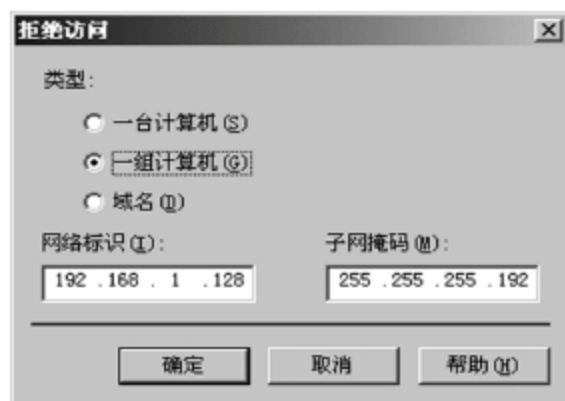 拒绝访问
类型:
一台计算机(S)
一组计算机(G)
域名(D)
网络标识(I): 子网掩码(M):
192 .168 . 1 .128 255 .255 .255 .192
确定 取消 帮助(H)